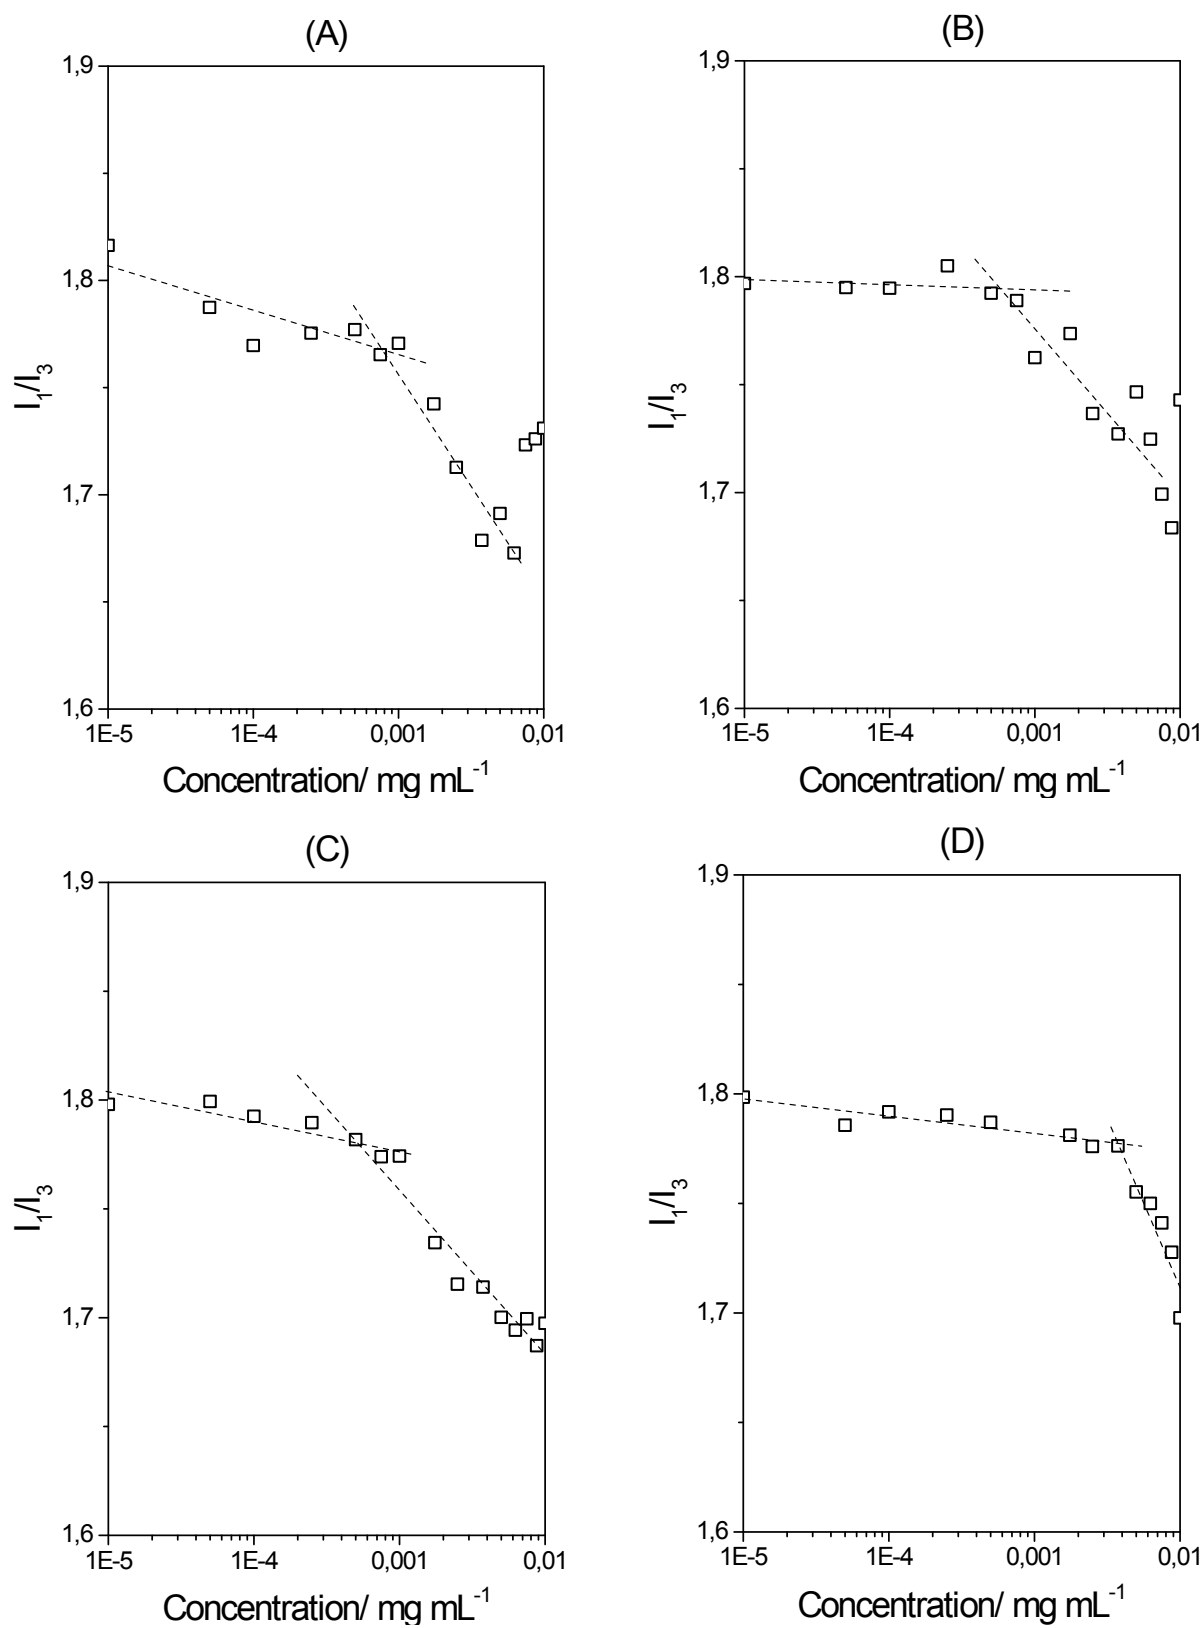 (A)
1,9
1,8
1,7
1,6
I₁/I₃
1E-5 1E-4 0,001 0,01
Concentration/ mg mL⁻¹
(B)
1,9
1,8
1,7
1,6
I₁/I₃
1E-5 1E-4 0,001 0,01
Concentration/ mg mL⁻¹
(C)
1,9
1,8
1,7
1,6
I₁/I₃
1E-5 1E-4 0,001 0,01
Concentration/ mg mL⁻¹
(D)
1,9
1,8
1,7
1,6
I₁/I₃
1E-5 1E-4 0,001 0,01
Concentration/ mg mL⁻¹